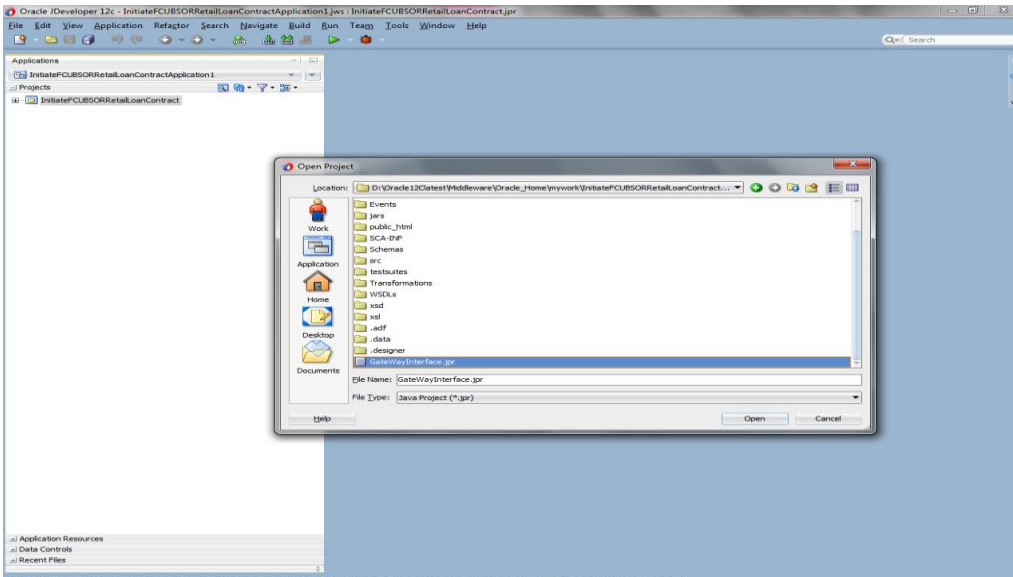 Oracle JDeveloper 12c - InitiateFCUBSORRetailLoanContractApplication1.jws : InitiateFCUBSORRetailLoanContract.jpr
File Edit View Application Refactor Search Navigate Build Run Team Tools Window Help
Search
Applications
InitiateFCUBSORRetailLoanContractApplication1
Projects
InitiateFCUBSORRetailLoanContract
Open Project
Location: D:\Oracle12Clatest\Middleware\Oracle_Home\mywork\InitiateFCUBSORRetailLoanContract...
Work
Application
Home
Desktop
Documents
Events
jars
public_html
SCA-INF
Schemas
src
testsuites
Transformations
WSDLs
xsd
xsl
.adf
.data
.designer
GateWayInterface.jpr
File Name: GateWayInterface.jpr
File Type: Java Project (*.jpr)
Help Open Cancel
Application Resources
Data Controls
Recent Files